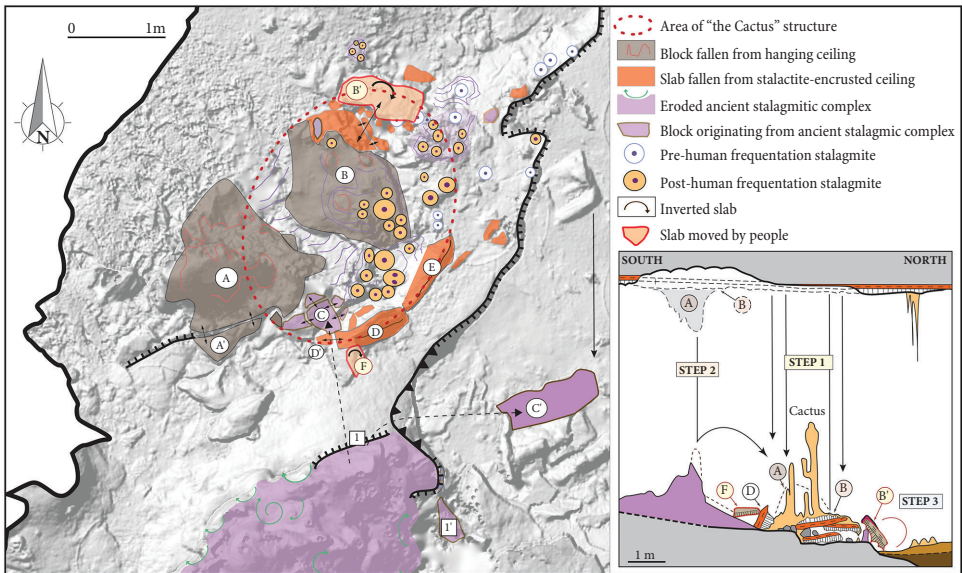 0 1m
N
B'
B
A
E
C
D
A'
D'
F
C'
1
1'
Area of “the Cactus” structure
Block fallen from hanging ceiling
Slab fallen from stalactite-encrusted ceiling
Eroded ancient stalagmitic complex
Block originating from ancient stalagmic complex
Pre-human frequentation stalagmite
Post-human frequentation stalagmite
Inverted slab
Slab moved by people
SOUTH NORTH
A B
STEP 2 STEP 1
Cactus
A
F D B B'
STEP 3
1 m